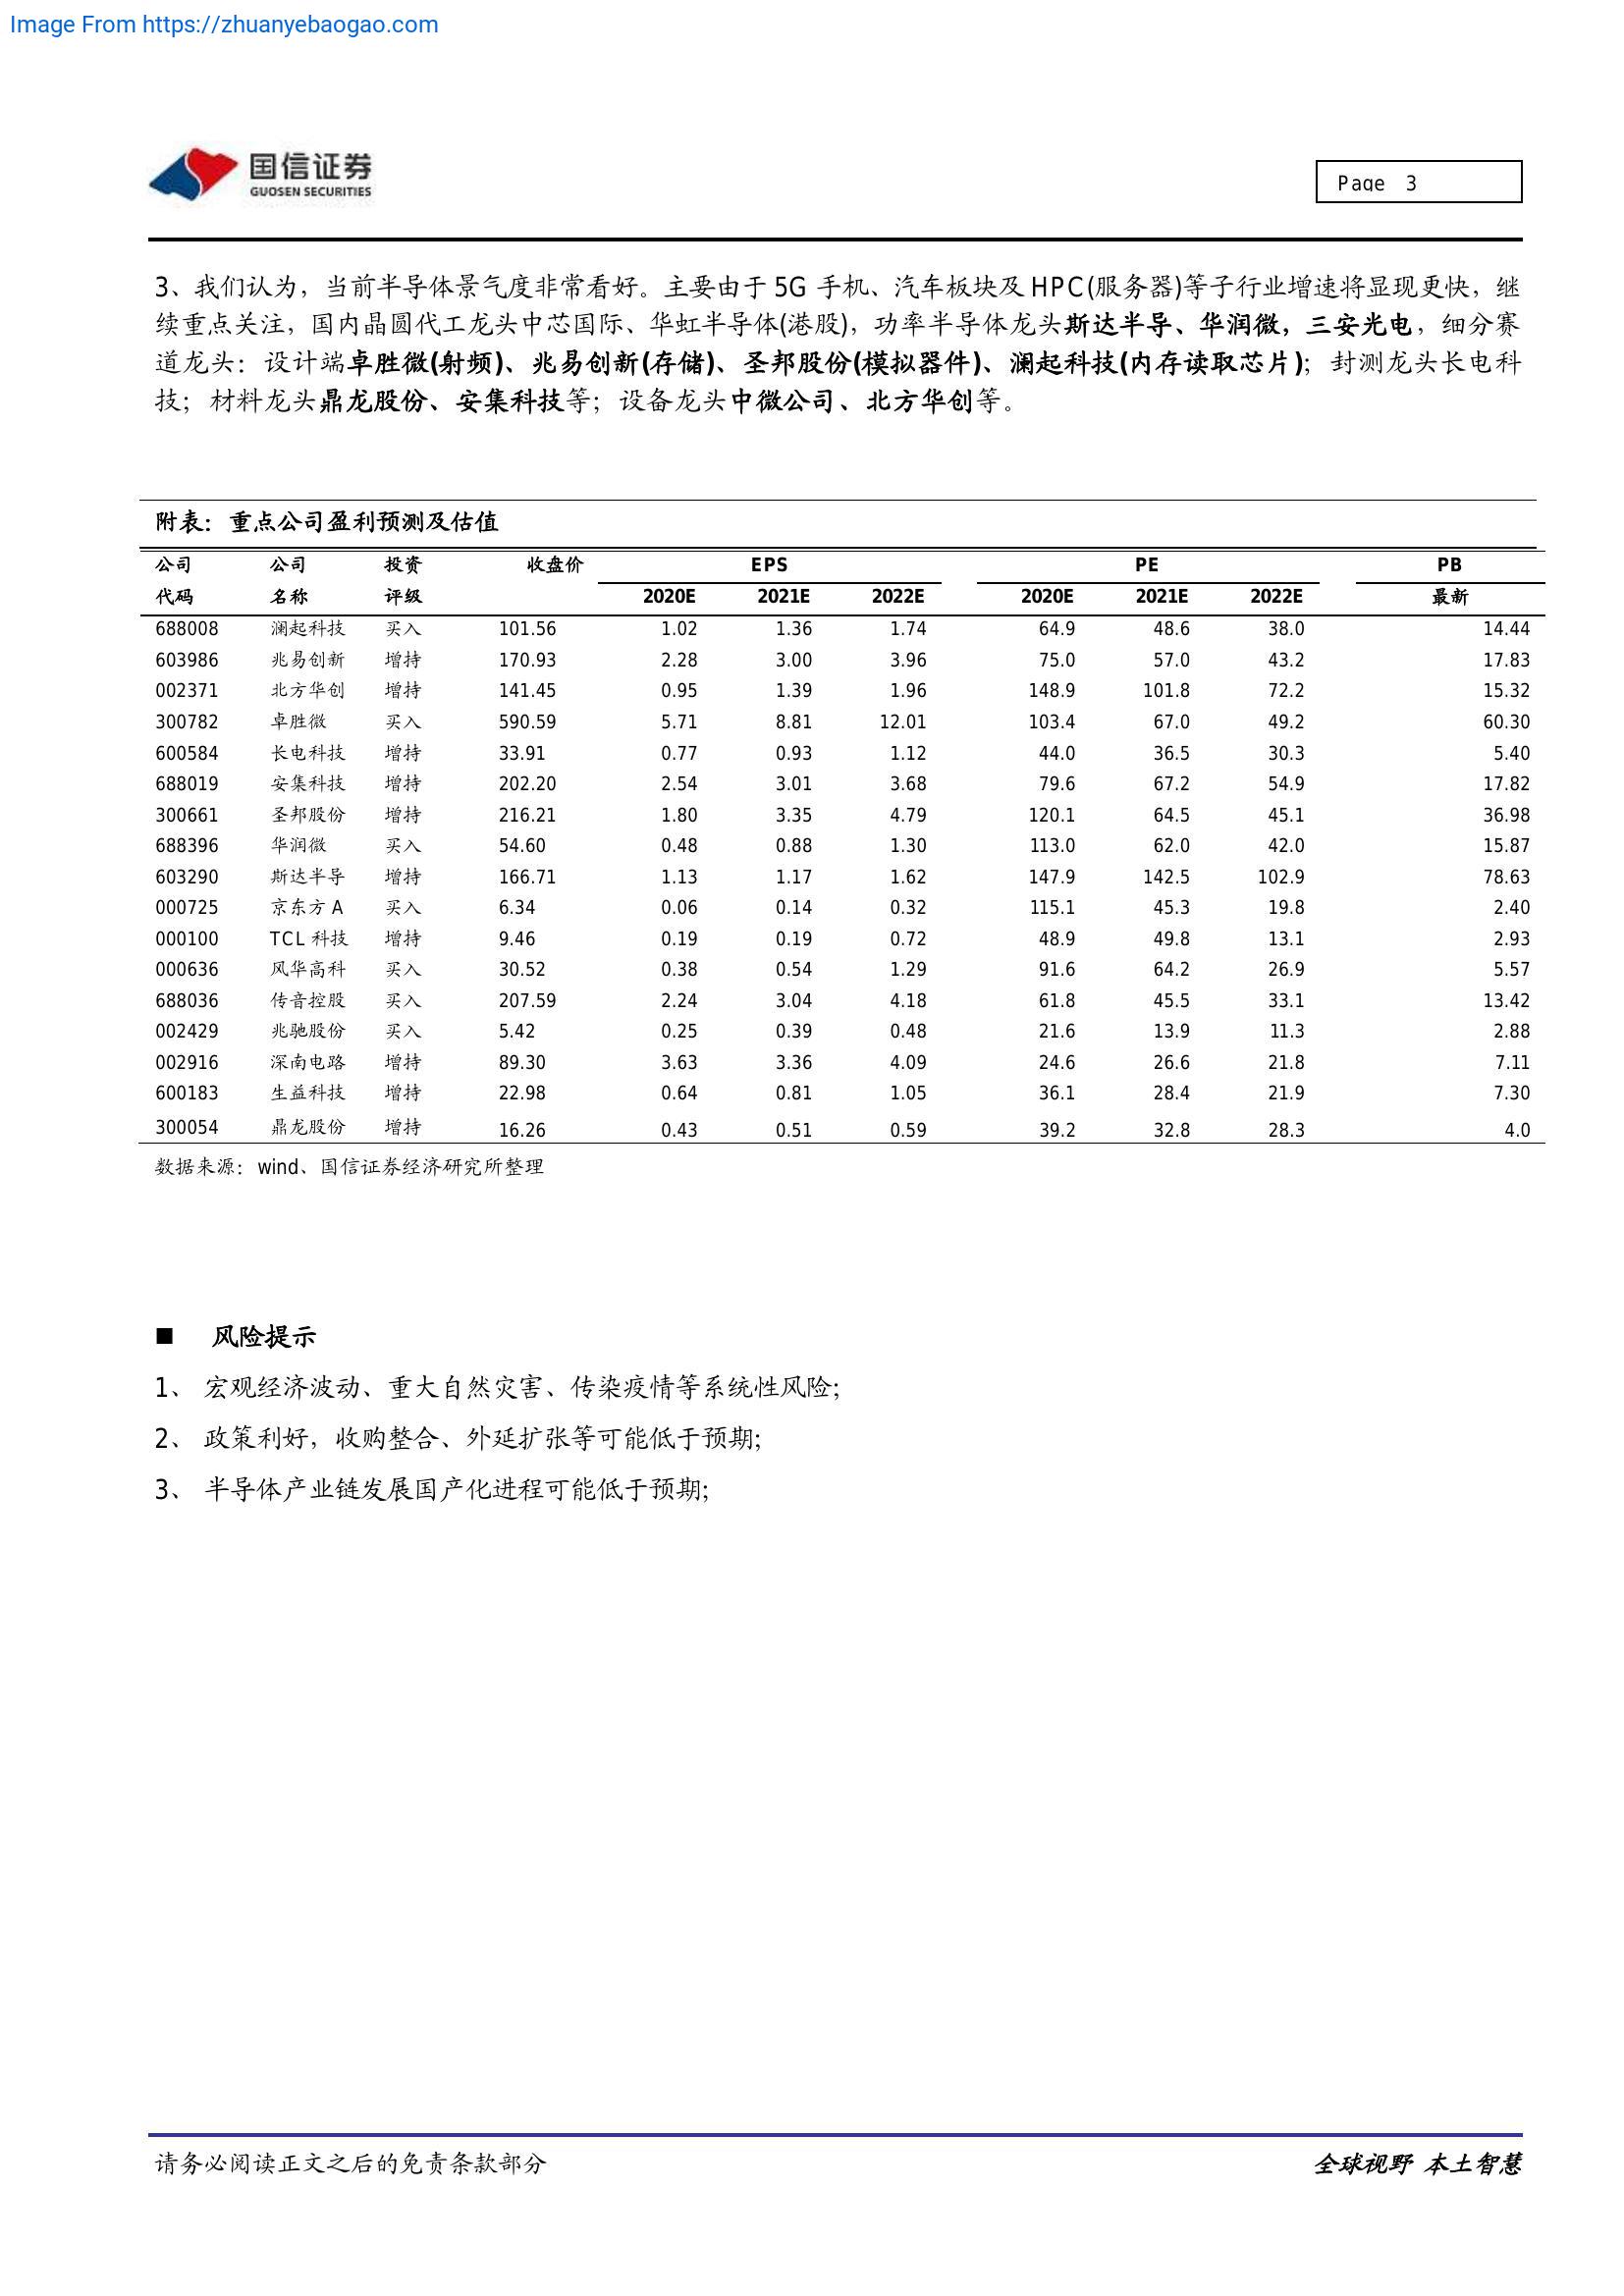 Image From https://zhuanyebaogao.com
国信证券
GUOSEN SECURITIES
Page 3
3、我们认为，当前半导体景气度非常看好。主要由于 5G 手机、汽车板块及 HPC(服务器)等子行业增速将显现更快，继
续重点关注，国内晶圆代工龙头中芯国际、华虹半导体(港股)，功率半导体龙头斯达半导、华润微，三安光电，细分赛
道龙头：设计端卓胜微(射频)、兆易创新(存储)、圣邦股份(模拟器件)、澜起科技(内存读取芯片)；封测龙头长电科
技；材料龙头鼎龙股份、安集科技等；设备龙头中微公司、北方华创等。
附表：重点公司盈利预测及估值
公司 公司 投资 收盘价 EPS PE PB
代码 名称 评级 2020E 2021E 2022E 2020E 2021E 2022E 最新
688008 澜起科技 买入 101.56 1.02 1.36 1.74 64.9 48.6 38.0 14.44
603986 兆易创新 增持 170.93 2.28 3.00 3.96 75.0 57.0 43.2 17.83
002371 北方华创 增持 141.45 0.95 1.39 1.96 148.9 101.8 72.2 15.32
300782 卓胜微 买入 590.59 5.71 8.81 12.01 103.4 67.0 49.2 60.30
600584 长电科技 增持 33.91 0.77 0.93 1.12 44.0 36.5 30.3 5.40
688019 安集科技 增持 202.20 2.54 3.01 3.68 79.6 67.2 54.9 17.82
300661 圣邦股份 增持 216.21 1.80 3.35 4.79 120.1 64.5 45.1 36.98
688396 华润微 买入 54.60 0.48 0.88 1.30 113.0 62.0 42.0 15.87
603290 斯达半导 增持 166.71 1.13 1.17 1.62 147.9 142.5 102.9 78.63
000725 京东方 A 买入 6.34 0.06 0.14 0.32 115.1 45.3 19.8 2.40
000100 TCL 科技 增持 9.46 0.19 0.19 0.72 48.9 49.8 13.1 2.93
000636 风华高科 买入 30.52 0.38 0.54 1.29 91.6 64.2 26.9 5.57
688036 传音控股 买入 207.59 2.24 3.04 4.18 61.8 45.5 33.1 13.42
002429 兆驰股份 买入 5.42 0.25 0.39 0.48 21.6 13.9 11.3 2.88
002916 深南电路 增持 89.30 3.63 3.36 4.09 24.6 26.6 21.8 7.11
600183 生益科技 增持 22.98 0.64 0.81 1.05 36.1 28.4 21.9 7.30
300054 鼎龙股份 增持 16.26 0.43 0.51 0.59 39.2 32.8 28.3 4.0
数据来源：wind、国信证券经济研究所整理
■ 风险提示
1、 宏观经济波动、重大自然灾害、传染疫情等系统性风险;
2、 政策利好，收购整合、外延扩张等可能低于预期;
3、 半导体产业链发展国产化进程可能低于预期;
请务必阅读正文之后的免责条款部分
全球视野 本土智慧